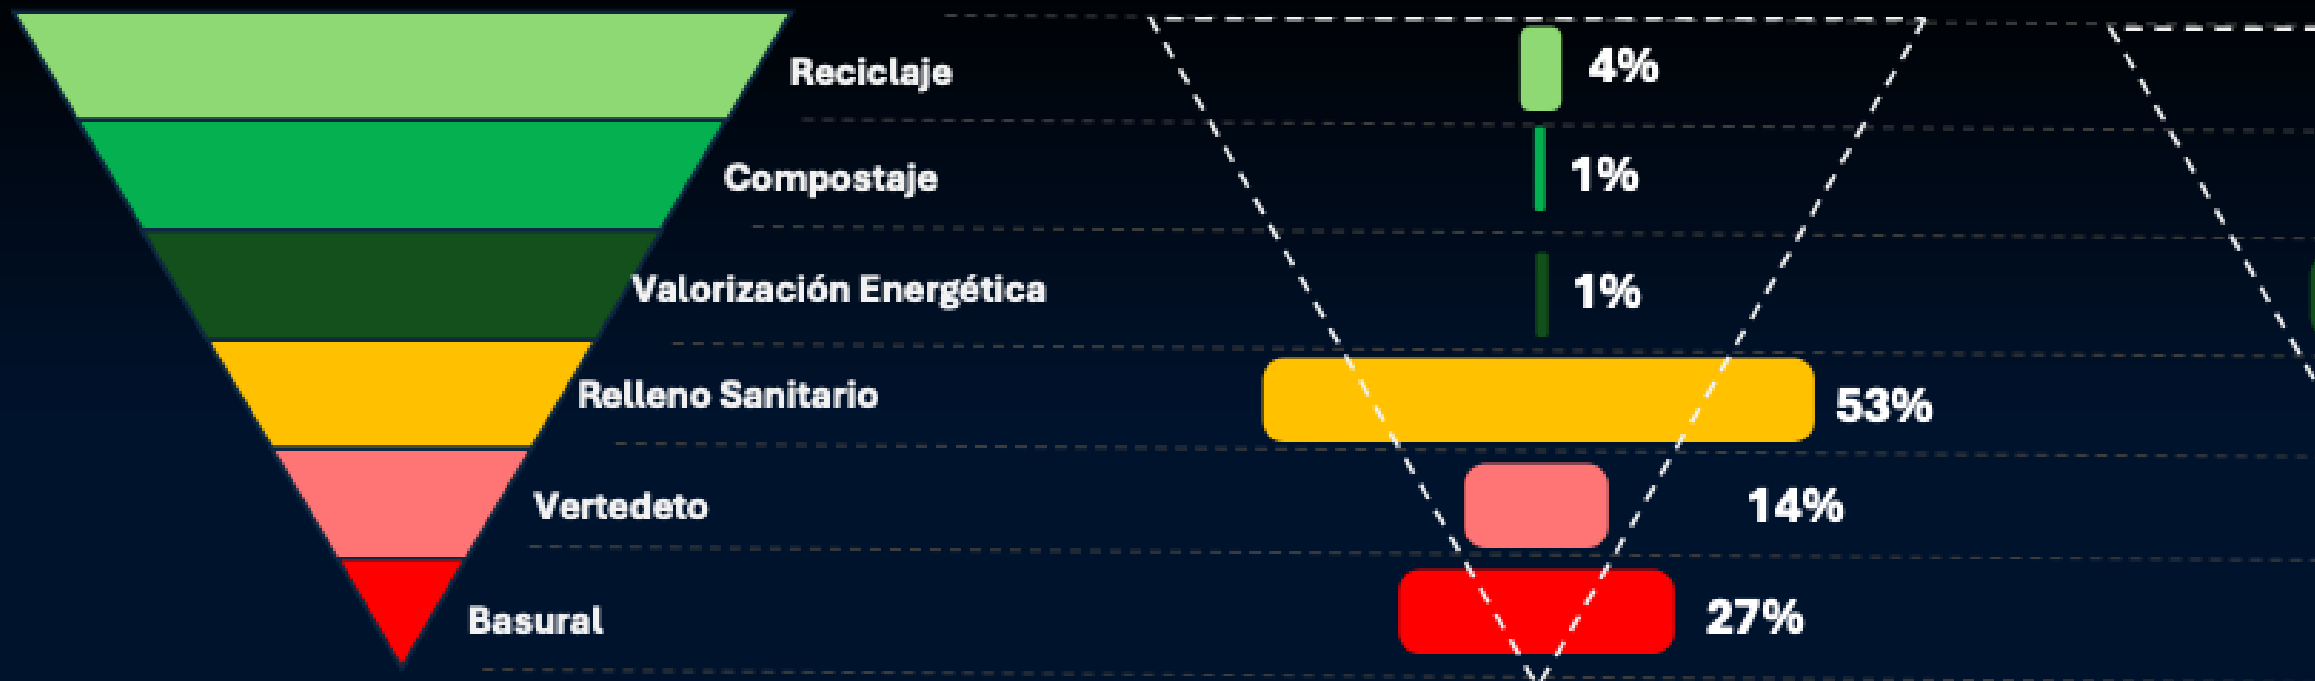 Reciclaje 4%
Compostaje 1%
Valorización Energética 1%
Relleno Sanitario 53%
Vertedeto 14%
Basural 27%